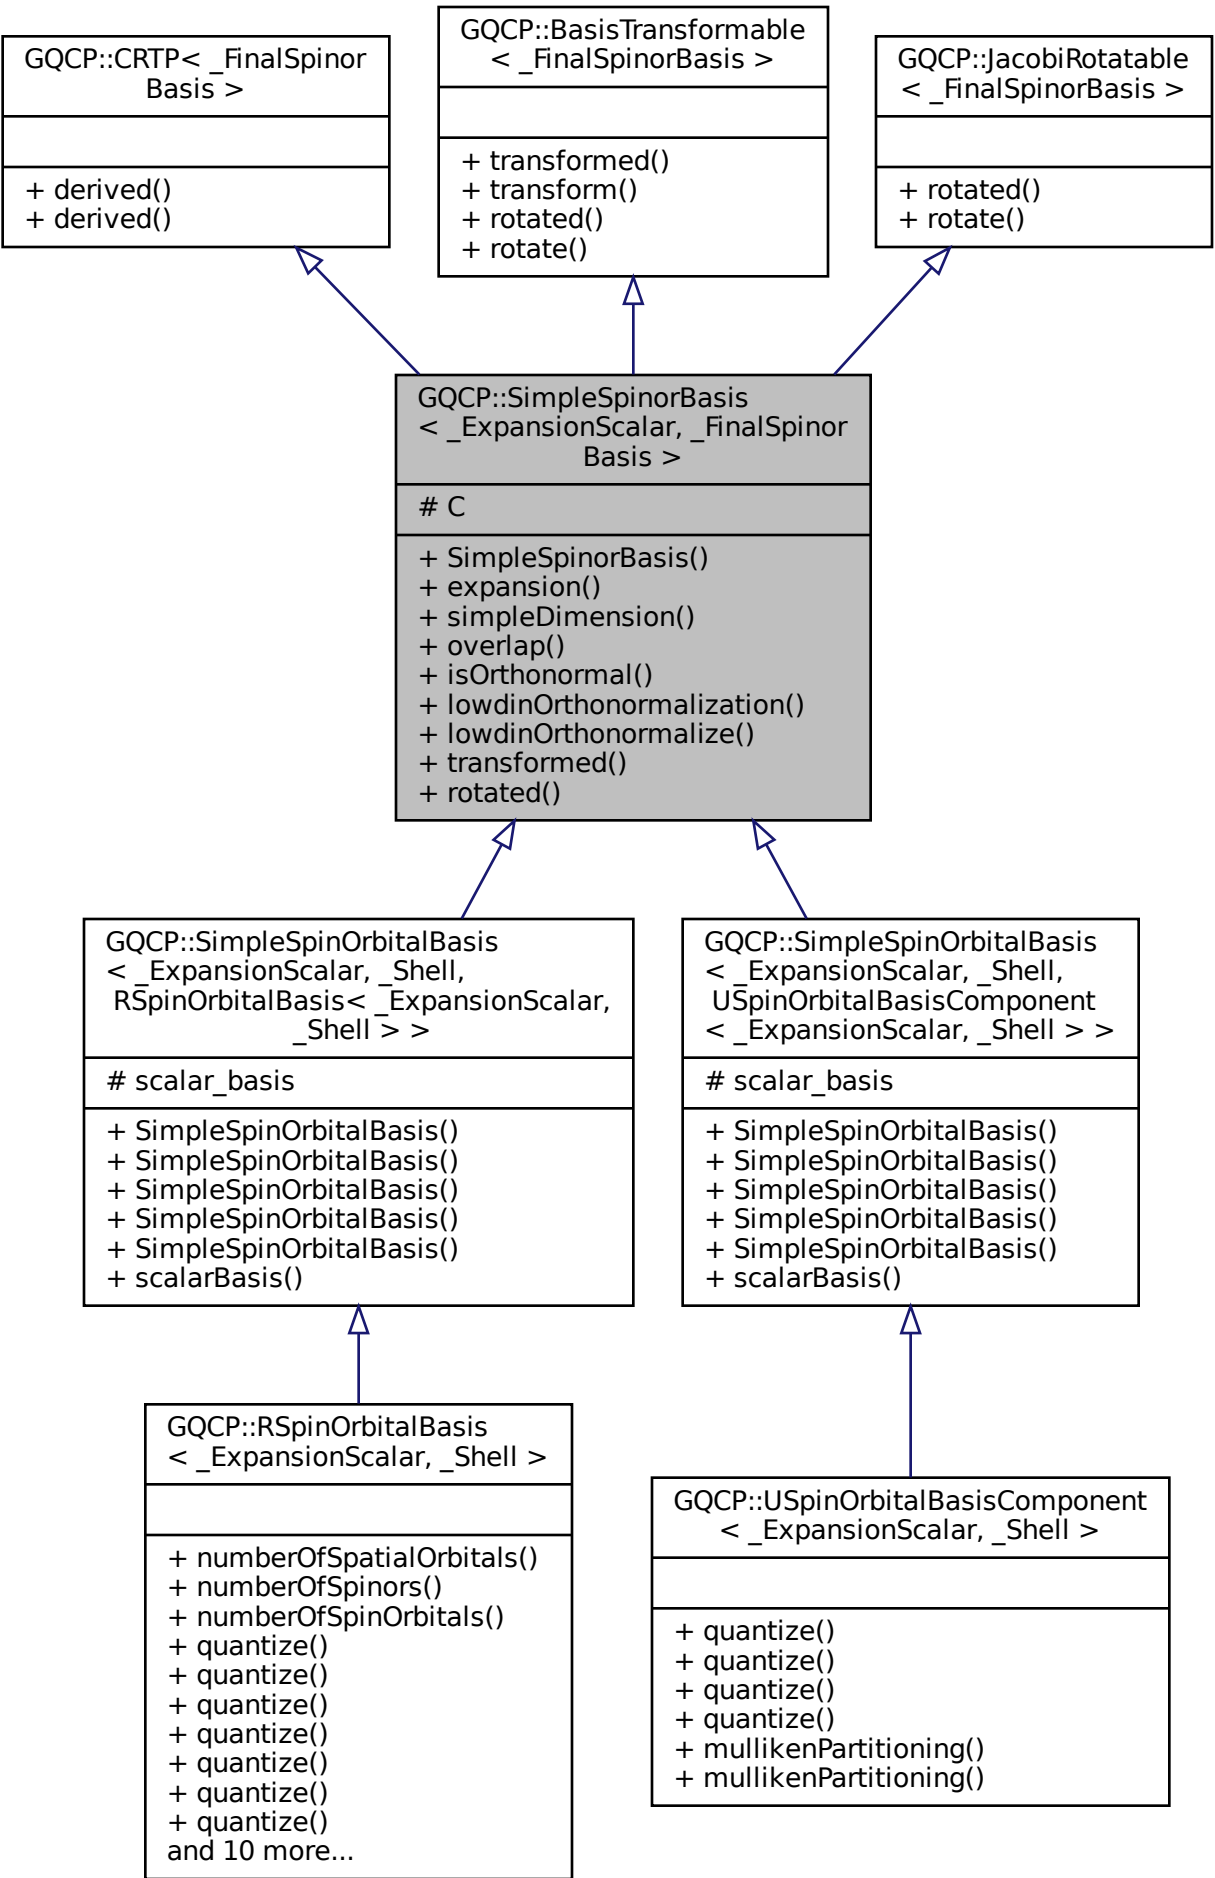 GQCP::CRTP< _FinalSpinor
Basis >
+ derived()
+ derived()
GQCP::BasisTransformable
< _FinalSpinorBasis >
+ transformed()
+ transform()
+ rotated()
+ rotate()
GQCP::JacobiRotatable
< _FinalSpinorBasis >
+ rotated()
+ rotate()
GQCP::SimpleSpinorBasis
< _ExpansionScalar, _FinalSpinor
Basis >
# C
+ SimpleSpinorBasis()
+ expansion()
+ simpleDimension()
+ overlap()
+ isOrthonormal()
+ lowdinOrthonormalization()
+ lowdinOrthonormalize()
+ transformed()
+ rotated()
GQCP::SimpleSpinOrbitalBasis
< _ExpansionScalar, _Shell,
RSpinOrbitalBasis< _ExpansionScalar,
_Shell > >
# scalar_basis
+ SimpleSpinOrbitalBasis()
+ SimpleSpinOrbitalBasis()
+ SimpleSpinOrbitalBasis()
+ SimpleSpinOrbitalBasis()
+ SimpleSpinOrbitalBasis()
+ scalarBasis()
GQCP::SimpleSpinOrbitalBasis
< _ExpansionScalar, _Shell,
USpinOrbitalBasisComponent
< _ExpansionScalar, _Shell > >
# scalar_basis
+ SimpleSpinOrbitalBasis()
+ SimpleSpinOrbitalBasis()
+ SimpleSpinOrbitalBasis()
+ SimpleSpinOrbitalBasis()
+ SimpleSpinOrbitalBasis()
+ scalarBasis()
GQCP::RSpinOrbitalBasis
< _ExpansionScalar, _Shell >
+ numberOfSpatialOrbitals()
+ numberOfSpinors()
+ numberOfSpinOrbitals()
+ quantize()
+ quantize()
+ quantize()
+ quantize()
+ quantize()
+ quantize()
+ quantize()
and 10 more...
GQCP::USpinOrbitalBasisComponent
< _ExpansionScalar, _Shell >
+ quantize()
+ quantize()
+ quantize()
+ quantize()
+ mullikenPartitioning()
+ mullikenPartitioning()